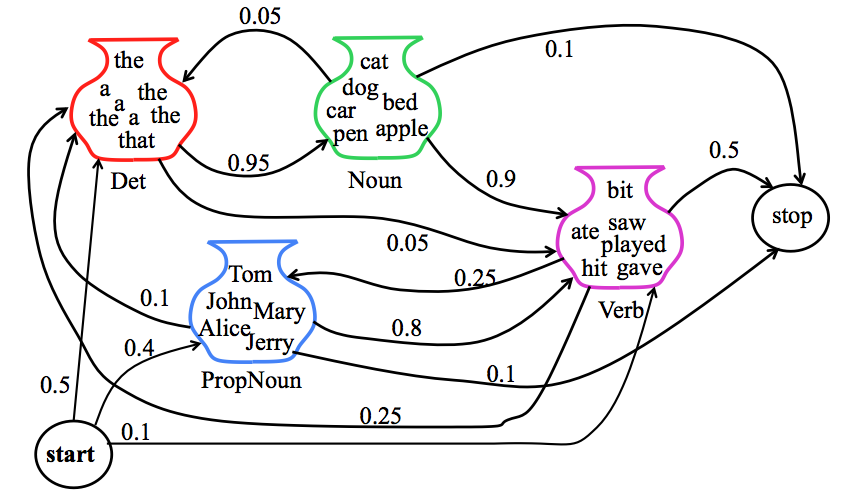 0.05
0.1
the
a
a
the
the
a
the
that
Det
cat
dog
car
bed
pen
apple
Noun
0.95
0.9
0.5
bit
ate
saw
played
hit
gave
Verb
stop
0.05
0.25
Tom
John
Mary
Alice
Jerry
PropNoun
0.1
0.8
0.4
0.1
0.5
0.25
0.1
start